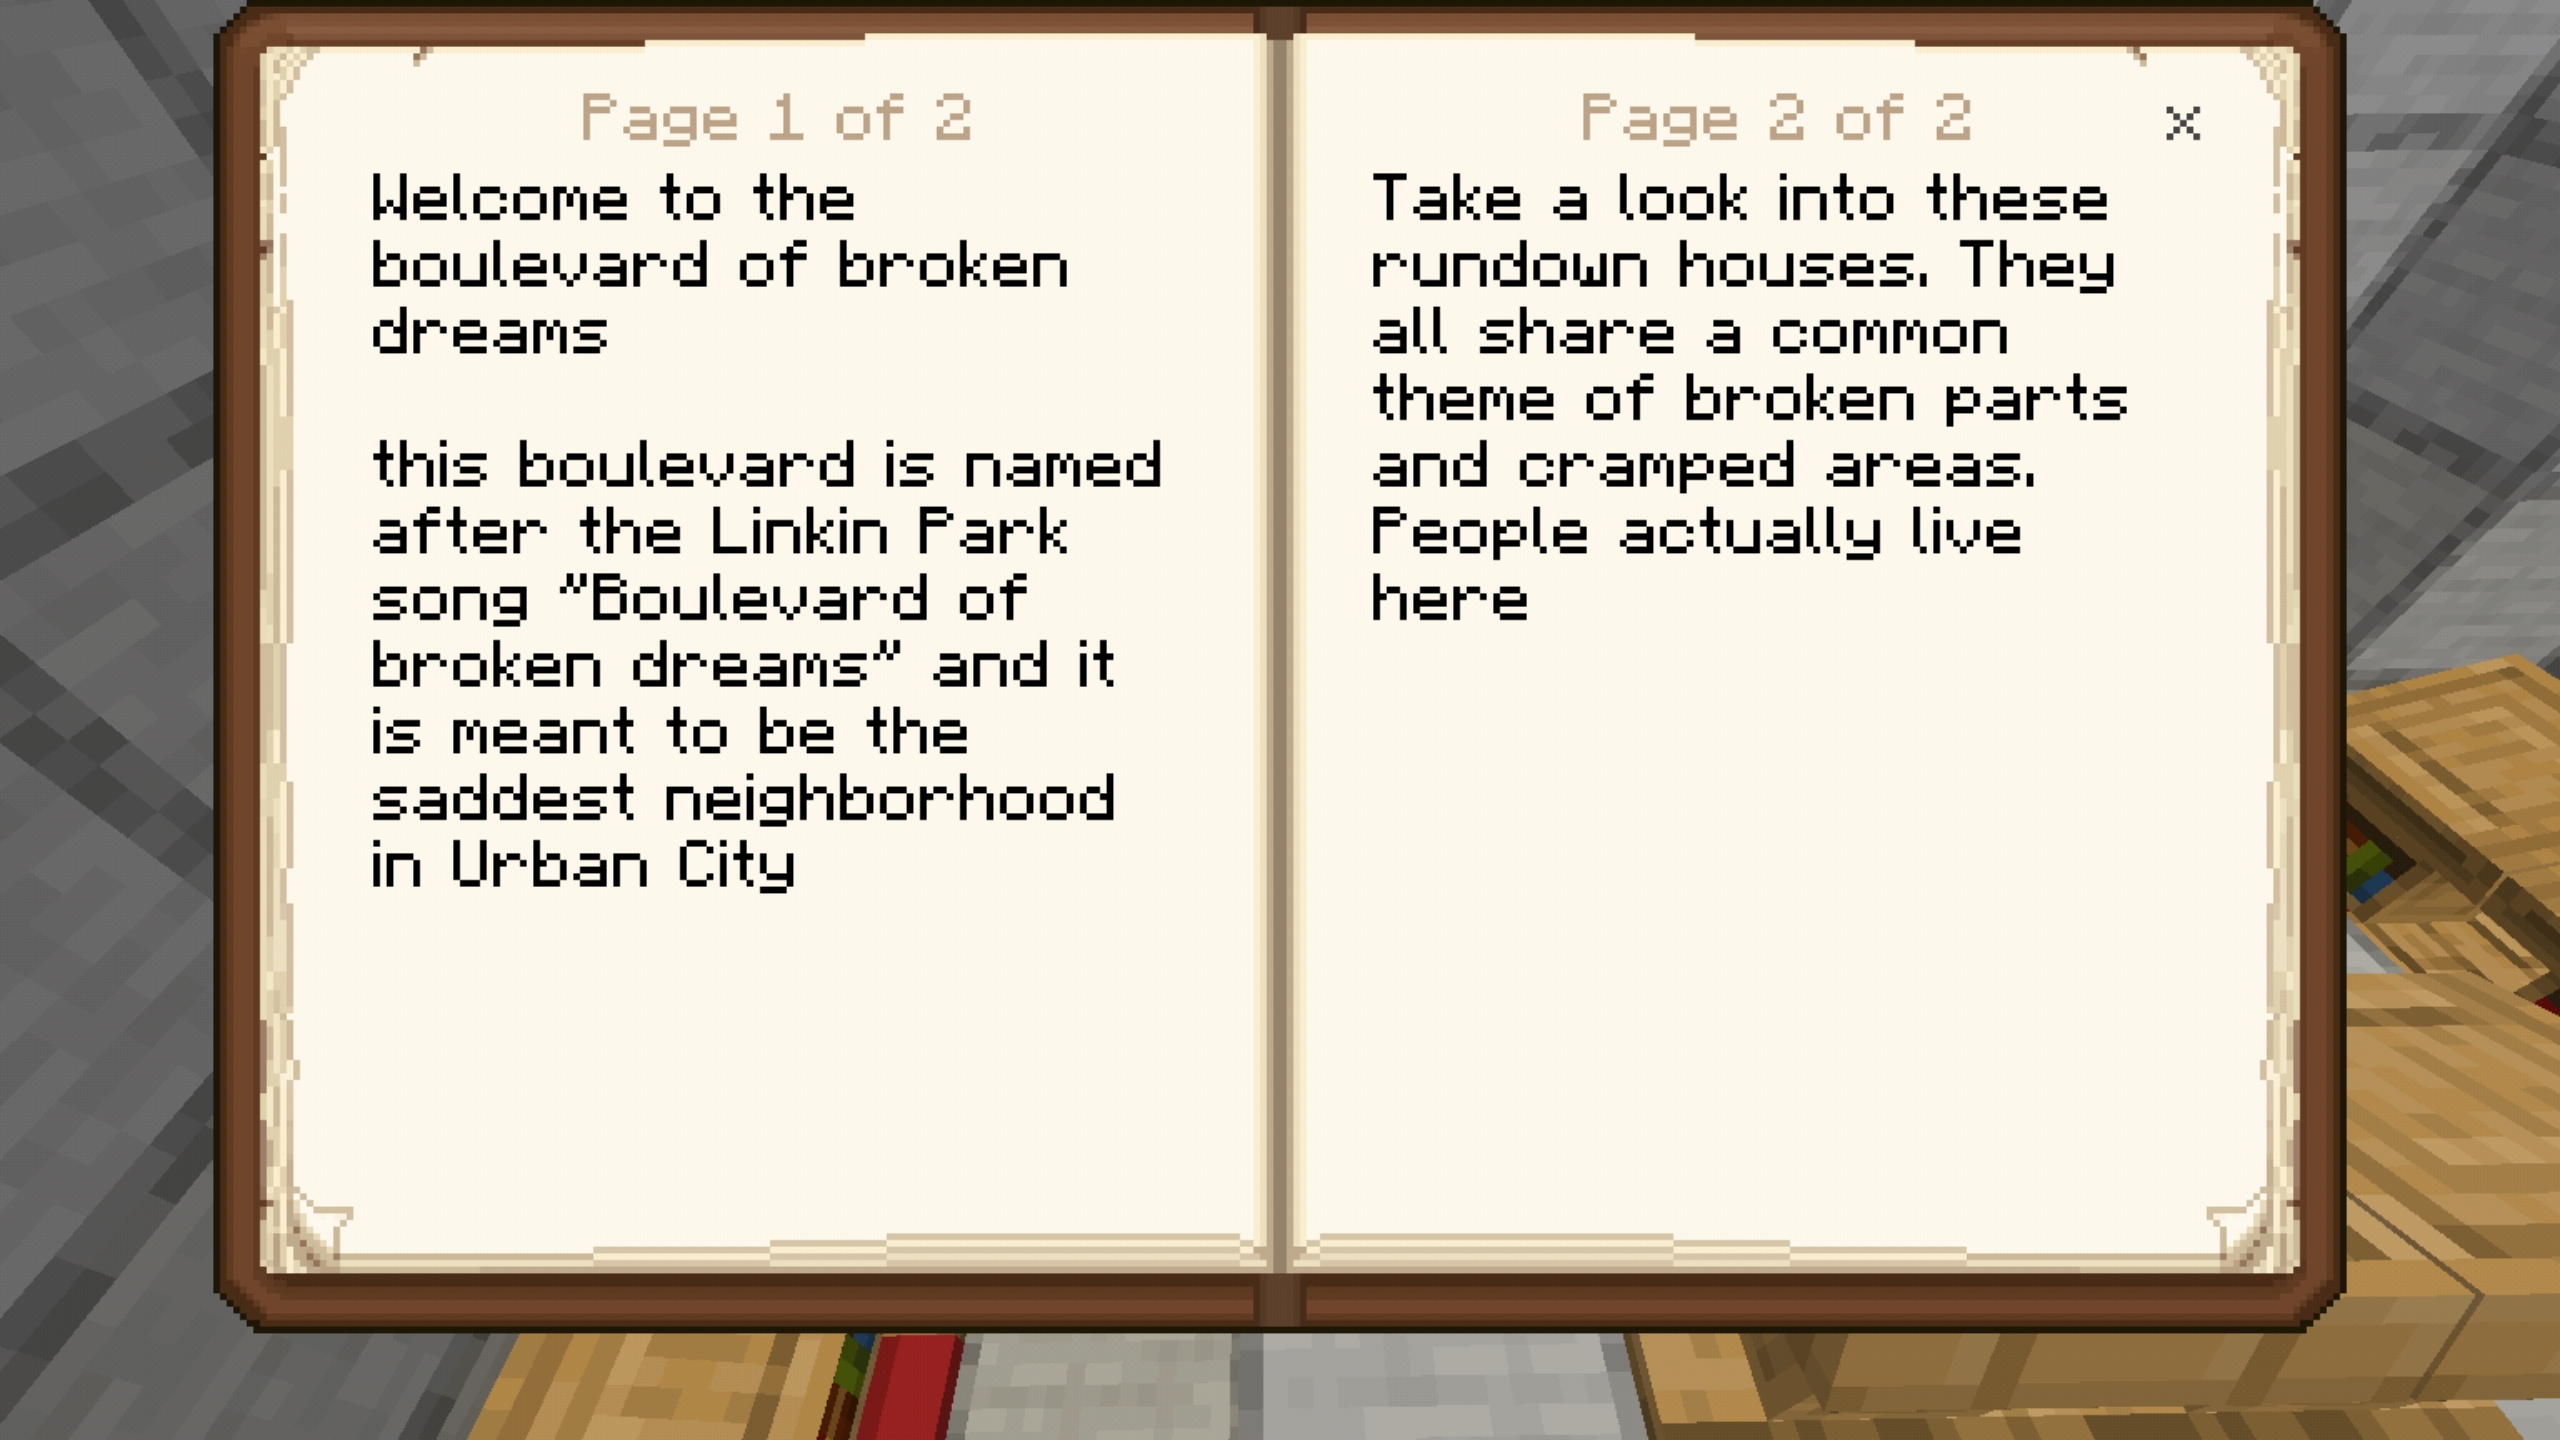 Page 1 of 2
Welcome to the
boulevard of broken
dreams
this boulevard is named
after the Linkin Park
song "Boulevard of
broken dreams" and it
is meant to be the
saddest neighborhood
in Urban City
Page 2 of 2
x
Take a look into these
rundown houses. They
all share a common
theme of broken parts
and cramped areas.
People actually live
here